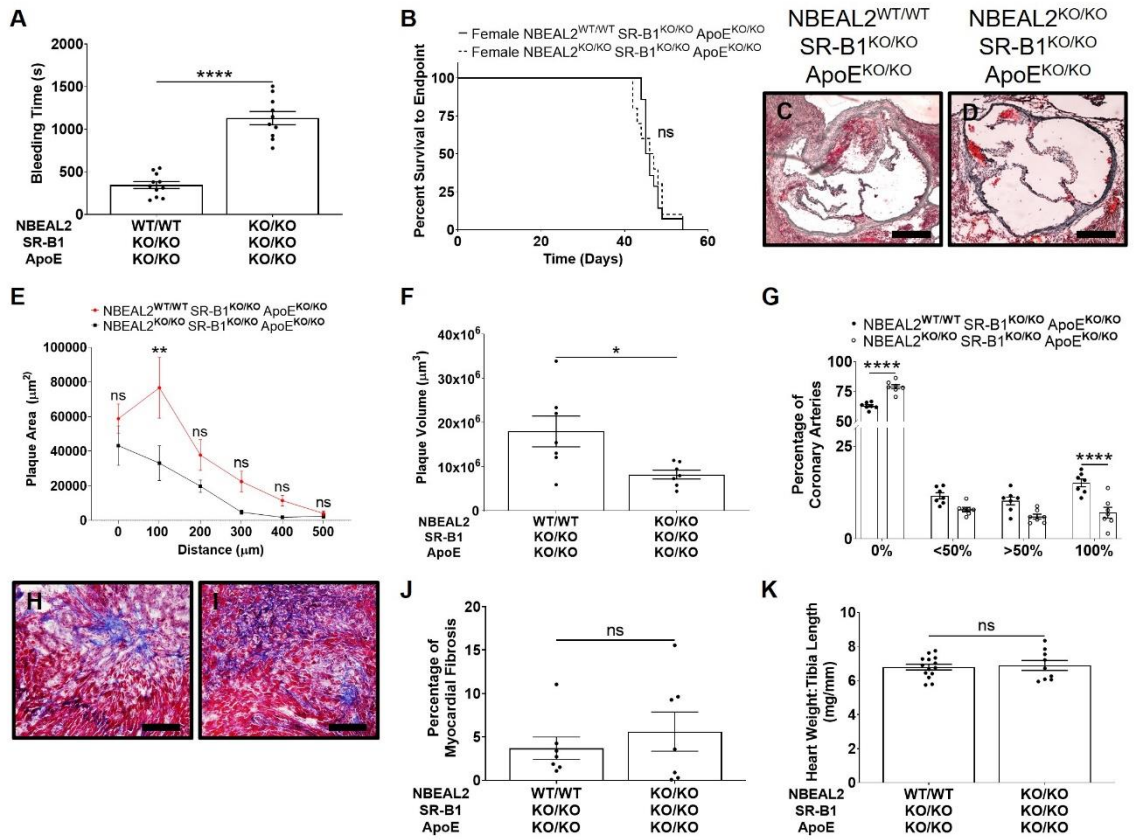 A
Bleeding Time (s)
2000
1500
1000
500
0
****
NBEAL2 WT/WT KO/KO
SR-B1 KO/KO KO/KO
ApoE KO/KO KO/KO
B
Female NBEAL2WT/WT SR-B1KO/KO ApoEKO/KO
Female NBEAL2KO/KO SR-B1KO/KO ApoEKO/KO
Percent Survival to Endpoint
100
75
50
25
0
ns
0 20 40 60
Time (Days)
NBEAL2WT/WT
SR-B1KO/KO
ApoEKO/KO
C
NBEAL2KO/KO
SR-B1KO/KO
ApoEKO/KO
D
E
NBEAL2WT/WT SR-B1KO/KO ApoEKO/KO
NBEAL2KO/KO SR-B1KO/KO ApoEKO/KO
Plaque Area (μm2)
100000
80000
60000
40000
20000
0
ns ** ns ns ns ns
0 100 200 300 400 500
Distance (μm)
F
Plaque Volume (μm3)
40x106
30x106
20x106
10x106
0
*
NBEAL2 WT/WT KO/KO
SR-B1 KO/KO KO/KO
ApoE KO/KO KO/KO
G
NBEAL2WT/WT SR-B1KO/KO ApoEKO/KO
NBEAL2KO/KO SR-B1KO/KO ApoEKO/KO
Percentage of
Coronary Arteries
100
75
50
25
0
****
****
0% <50% >50% 100%
H
I
J
Percentage of
Myocardial Fibrosis
20
15
10
5
0
ns
NBEAL2 WT/WT KO/KO
SR-B1 KO/KO KO/KO
ApoE KO/KO KO/KO
K
Heart Weight:Tibia Length
(mg/mm)
10
8
6
4
2
0
ns
NBEAL2 WT/WT KO/KO
SR-B1 KO/KO KO/KO
ApoE KO/KO KO/KO